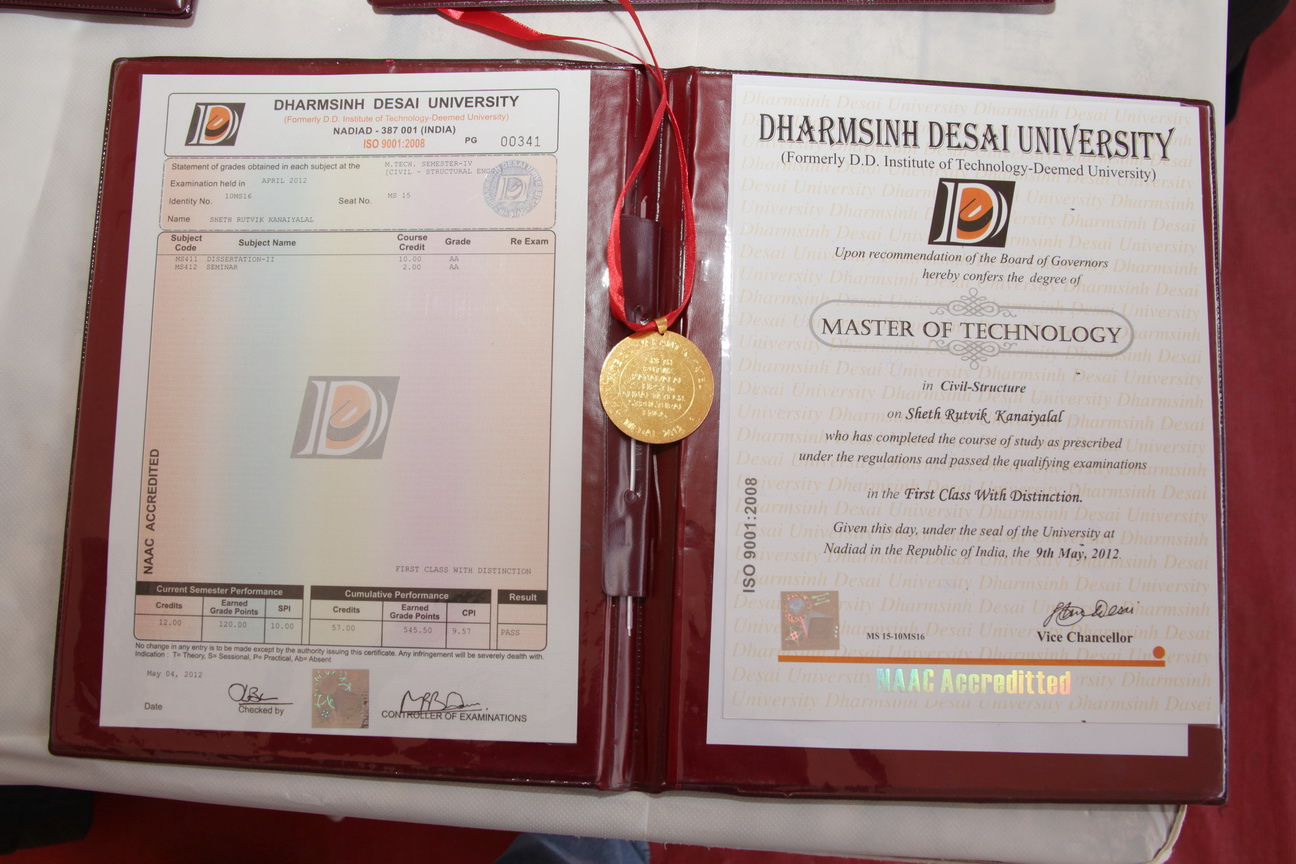 DHARMSINH DESAI UNIVERSITY
(Formerly D.D. Institute of Technology-Deemed University)
NADIAD - 387 001 (INDIA)
ISO 9001:2008
PG 00341
Statement of grades obtained in each subject at the M.TECH. SEMESTER-IV
[CIVIL - STRUCTURAL
Examination held in APRIL 2012
Identity No. 10MS16 Seat No. MS 15
Name SHETH RUTVIK KANAIYALAL
Subject Code Subject Name Course Credit Grade Re Exam
MS411 DISSERTATION-II 10.00 AA
MS412 SEMINAR 2.00 AA
NAAC ACCREDITED
FIRST CLASS WITH DISTINCTION
Current Semester Performance Cumulative Performance Result
Credits Earned Grade Points SPI Credits Earned Grade Points CPI
12.00 120.00 10.00 57.00 545.50 9.57 PASS
No change in any entry is to be made except by the authority issuing this certificate. Any infringement will be severely dealth with.
Indication : T= Theory, S= Sessional, P= Practical, Ab= Absent
May 04, 2012
Date Checked by CONTROLLER OF EXAMINATIONS
DHARMSINH DESAI UNIVERSITY
(Formerly D.D. Institute of Technology-Deemed University)
Upon recommendation of the Board of Governors
hereby confers the degree of
MASTER OF TECHNOLOGY
in Civil-Structure
on Sheth Rutvik Kanaiyalal
who has completed the course of study as prescribed
under the regulations and passed the qualifying examinations
in the First Class With Distinction.
Given this day, under the seal of the University at
Nadiad in the Republic of India, the 9th May, 2012
ISO 9001:2008
MS 15-10MS16
Vice Chancellor
NAAC Accreditted